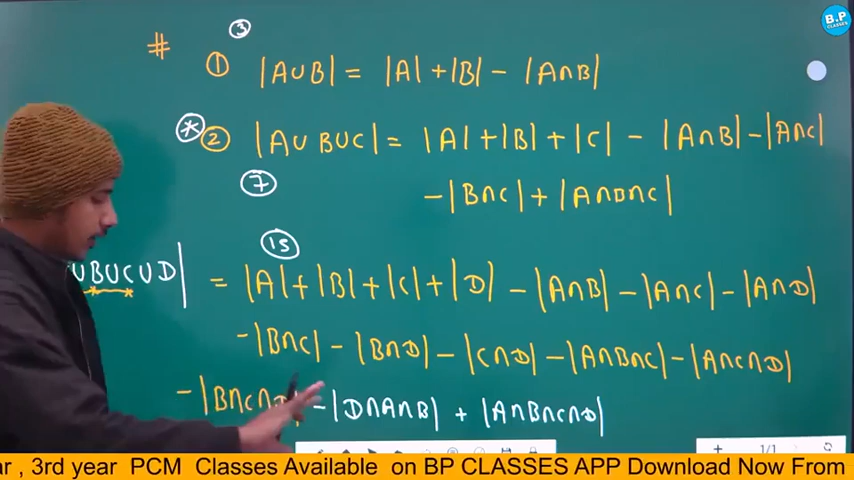 B.P
CLASSES
③
# ① |A∪B| = |A| + |B| - |A∩B|
* ② |A∪B∪C| = |A| + |B| + |C| - |A∩B| - |A∩C|
⑦ - |B∩C| + |A∩B∩C|
⑮
∪B∪C∪D| = |A| + |B| + |C| + |D| - |A∩B| - |A∩C| - |A∩D|
- |B∩C| - |B∩D| - |C∩D| - |A∩B∩C| - |A∩C∩D|
- |B∩C∩D| - |D∩A∩B| + |A∩B∩C∩D|
1/1
ar , 3rd year PCM Classes Available on BP CLASSES APP Download Now From